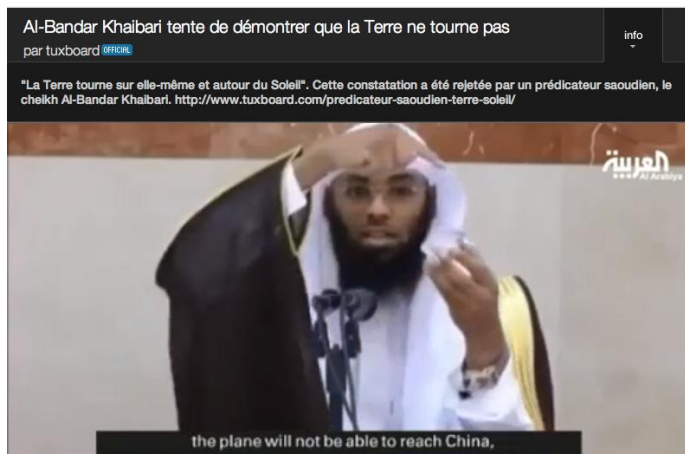 Al-Bandar Khaibari tente de démontrer que la Terre ne tourne pas
par tuxboard OFFICIAL
info
"La Terre tourne sur elle-même et autour du Soleil". Cette constatation a été rejetée par un prédicateur saoudien, le
cheikh Al-Bandar Khaibari. http://www.tuxboard.com/predicateur-saoudien-terre-soleil/
العربية
Al Arabiya
the plane will not be able to reach China,